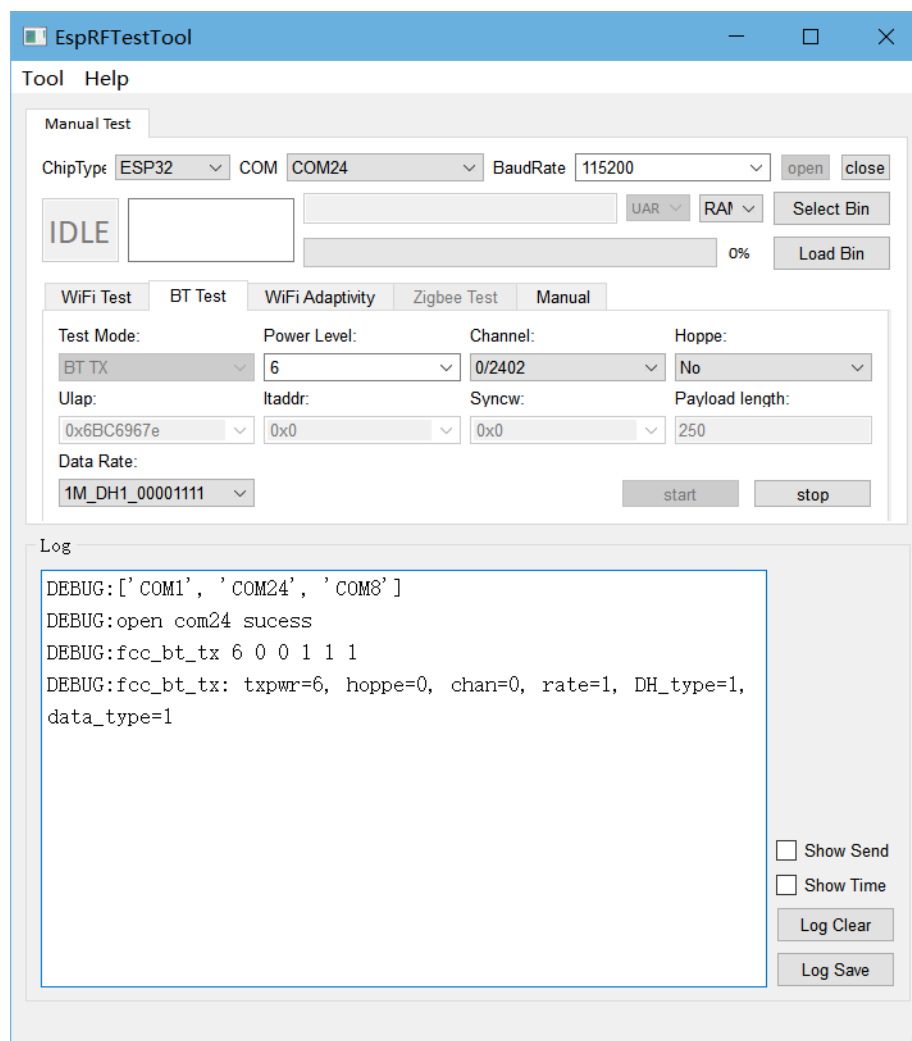 EspRFTestTool
Tool Help
Manual Test
ChipType ESP32 COM COM24 BaudRate 115200 open close
IDLE UAR RAM Select Bin
0% Load Bin
WiFi Test BT Test WiFi Adaptivity Zigbee Test Manual
Test Mode: Power Level: Channel: Hoppe:
BT TX 6 0/2402 No
Ulap: Itaddr: Syncw: Payload length:
0x6BC6967e 0x0 0x0 250
Data Rate:
1M_DH1_00001111 start stop
Log
DEBUG:['COM1', 'COM24', 'COM8']
DEBUG:open com24 sucess
DEBUG:fcc_bt_tx 6 0 0 1 1 1
DEBUG:fcc_bt_tx: txpwr=6, hoppe=0, chan=0, rate=1, DH_type=1,
data_type=1
Show Send
Show Time
Log Clear
Log Save